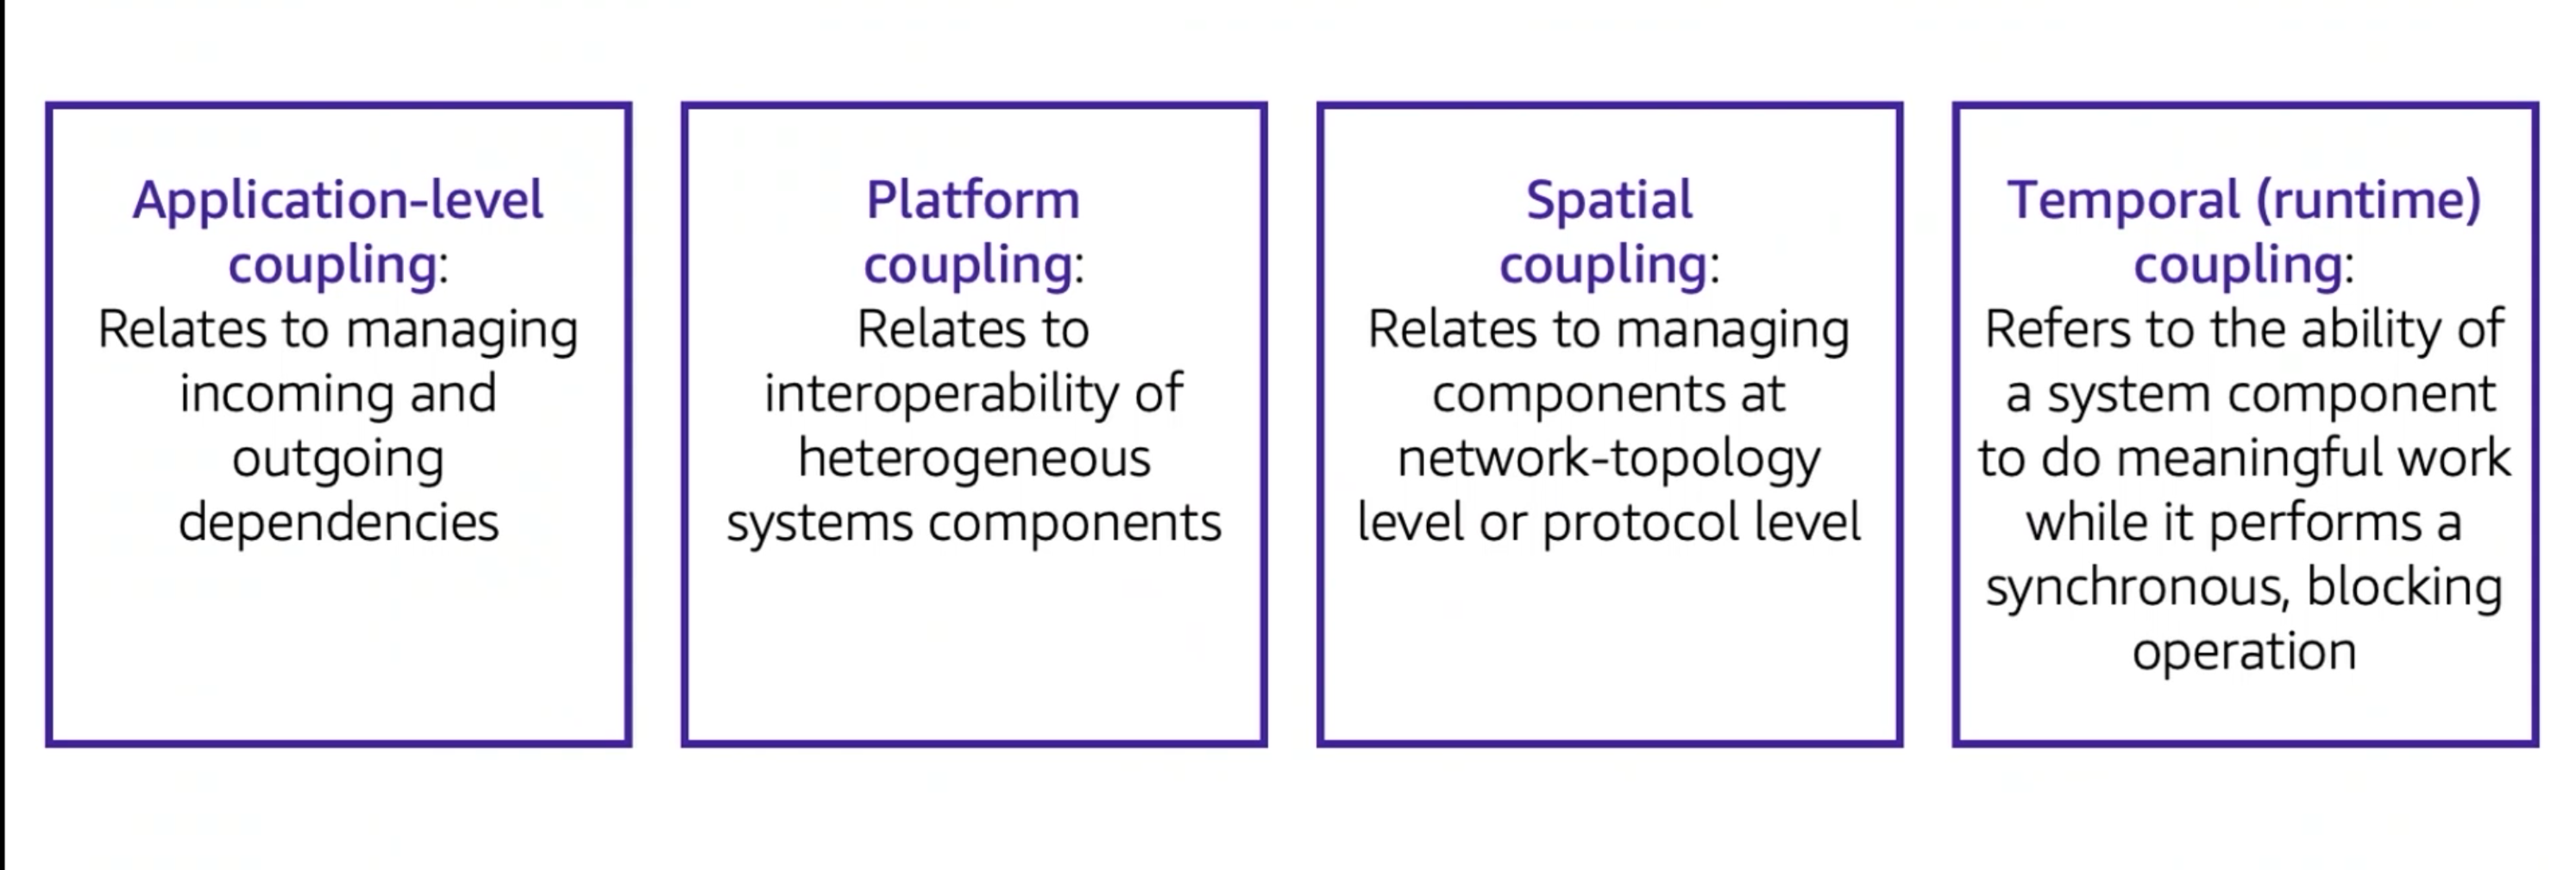 Application-level
coupling:
Relates to managing
incoming and
outgoing
dependencies
Platform
coupling:
Relates to
interoperability of
heterogeneous
systems components
Spatial
coupling:
Relates to managing
components at
network-topology
level or protocol level
Temporal (runtime)
coupling:
Refers to the ability of
a system component
to do meaningful work
while it performs a
synchronous, blocking
operation